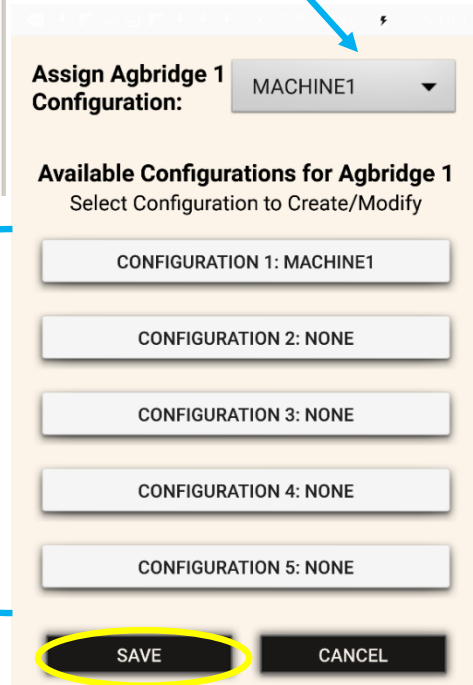 Assign Agbridge 1
Configuration:
MACHINE1
Available Configurations for Agbridge 1
Select Configuration to Create/Modify
CONFIGURATION 1: MACHINE1
CONFIGURATION 2: NONE
CONFIGURATION 3: NONE
CONFIGURATION 4: NONE
CONFIGURATION 5: NONE
SAVE
CANCEL